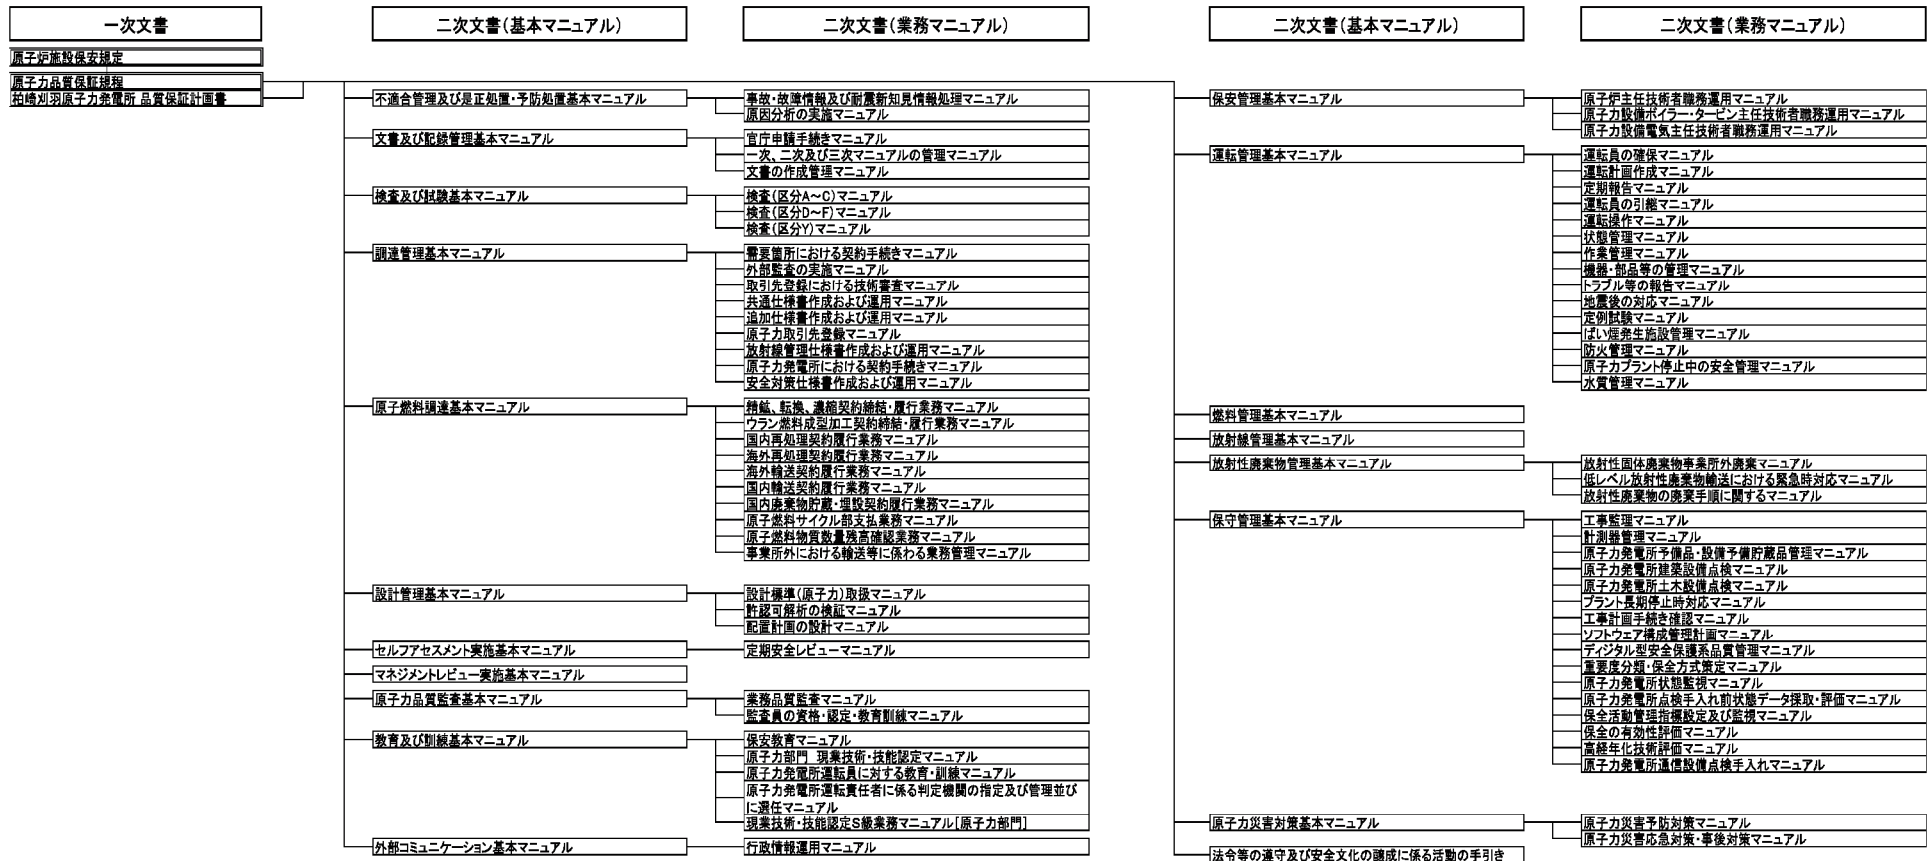 一次文書
二次文書(基本マニュアル)
二次文書(業務マニュアル)
二次文書(基本マニュアル)
二次文書(業務マニュアル)
原子炉施設保安規定
原子力品質保証規程
柏崎刈羽原子力発電所 品質保証計画書
不適合管理及び是正処置・予防処置基本マニュアル
事故・故障情報及び耐震新知見情報処理マニュアル
原因分析の実施マニュアル
文書及び記録管理基本マニュアル
官庁申請手続きマニュアル
一次、二次及び三次マニュアルの管理マニュアル
文書の作成管理マニュアル
検査及び試験基本マニュアル
検査(区分A～C)マニュアル
検査(区分D～F)マニュアル
検査(区分Y)マニュアル
調達管理基本マニュアル
需要箇所における契約手続きマニュアル
外部監査の実施マニュアル
取引先登録における技術審査マニュアル
共通仕様書作成および運用マニュアル
追加仕様書作成および運用マニュアル
原子力取引先登録マニュアル
放射線管理仕様書作成および運用マニュアル
原子力発電所における契約手続きマニュアル
安全対策仕様書作成および運用マニュアル
原子燃料調達基本マニュアル
精鉱、転換、濃縮契約締結・履行業務マニュアル
ウラン燃料成型加工契約締結・履行業務マニュアル
国内再処理契約履行業務マニュアル
海外再処理契約履行業務マニュアル
海外輸送契約履行業務マニュアル
国内輸送契約履行業務マニュアル
国内廃棄物貯蔵・埋設契約履行業務マニュアル
原子燃料サイクル部支払業務マニュアル
原子燃料物質数量残高確認業務マニュアル
事業所外における輸送等に係わる業務管理マニュアル
設計管理基本マニュアル
設計標準(原子力)取扱マニュアル
許認可解析の検証マニュアル
配置計画の設計マニュアル
セルフアセスメント実施基本マニュアル
定期安全レビューマニュアル
マネジメントレビュー実施基本マニュアル
原子力品質監査基本マニュアル
業務品質監査マニュアル
監査員の資格・認定・教育訓練マニュアル
教育及び訓練基本マニュアル
保安教育マニュアル
原子力部門 現業技術・技能認定マニュアル
原子力発電所運転員に対する教育・訓練マニュアル
原子力発電所運転責任者に係る判定機関の指定及び管理並び
に選任マニュアル
現業技術・技能認定S級業務マニュアル[原子力部門]
外部コミュニケーション基本マニュアル
行政情報運用マニュアル
保安管理基本マニュアル
原子炉主任技術者職務運用マニュアル
原子力設備ボイラー・タービン主任技術者職務運用マニュアル
原子力設備電気主任技術者職務運用マニュアル
運転管理基本マニュアル
運転員の確保マニュアル
運転計画作成マニュアル
定期報告マニュアル
運転員の引継マニュアル
運転操作マニュアル
状態管理マニュアル
作業管理マニュアル
機器・部品等の管理マニュアル
トラブル等の報告マニュアル
地震後の対応マニュアル
定例試験マニュアル
ばい煙発生施設管理マニュアル
防火管理マニュアル
原子力プラント停止中の安全管理マニュアル
水質管理マニュアル
燃料管理基本マニュアル
放射線管理基本マニュアル
放射性廃棄物管理基本マニュアル
放射性固体廃棄物事業所外廃棄マニュアル
低レベル放射性廃棄物輸送における緊急時対応マニュアル
放射性廃棄物の廃棄手順に関するマニュアル
保守管理基本マニュアル
工事監理マニュアル
計測器管理マニュアル
原子力発電所予備品・設備予備貯蔵品管理マニュアル
原子力発電所建築設備点検マニュアル
原子力発電所土木設備点検マニュアル
プラント長期停止時対応マニュアル
工事計画手続き確認マニュアル
ソフトウェア構成管理計画マニュアル
ディジタル型安全保護系品質管理マニュアル
重要度分類・保全方式策定マニュアル
原子力発電所状態監視マニュアル
原子力発電所点検手入れ前状態データ採取・評価マニュアル
保全活動管理指標設定及び監視マニュアル
保全の有効性評価マニュアル
高経年化技術評価マニュアル
原子力発電所通信設備点検手入れマニュアル
原子力災害対策基本マニュアル
原子力災害予防対策マニュアル
原子力災害応急対策・事後対策マニュアル
法令等の遵守及び安全文化の醸成に係る活動の手引き